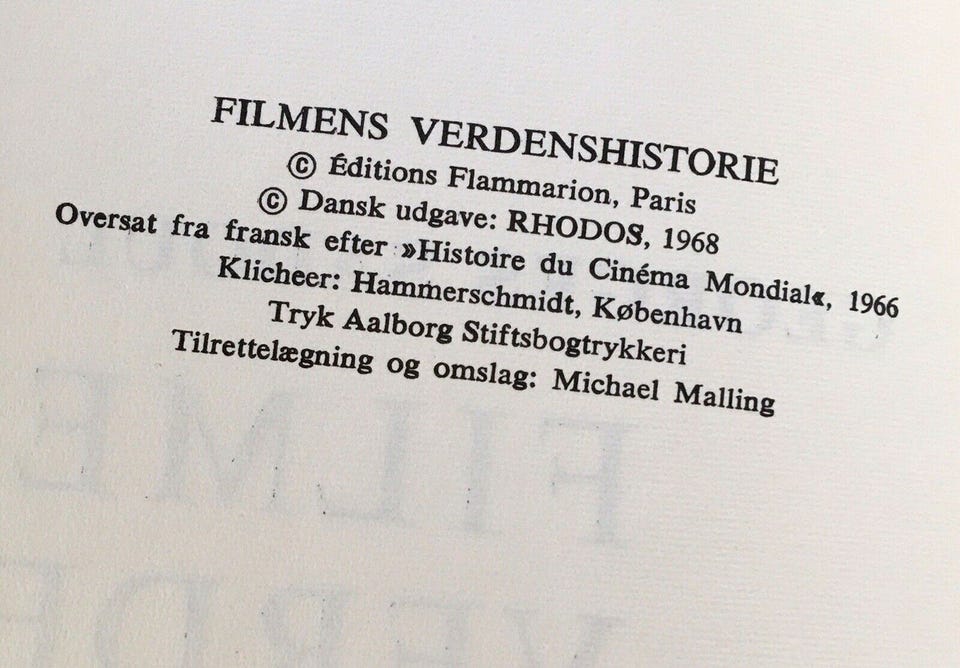 FILMENS VERDENSHISTORIE
© Éditions Flammarion, Paris
© Dansk udgave: RHODOS, 1968
Oversat fra fransk efter »Histoire du Cinéma Mondial«, 1966
Klicheer: Hammerschmidt, København
Tryk Aalborg Stiftsbogtrykkeri
Tilrettelægning og omslag: Michael Malling